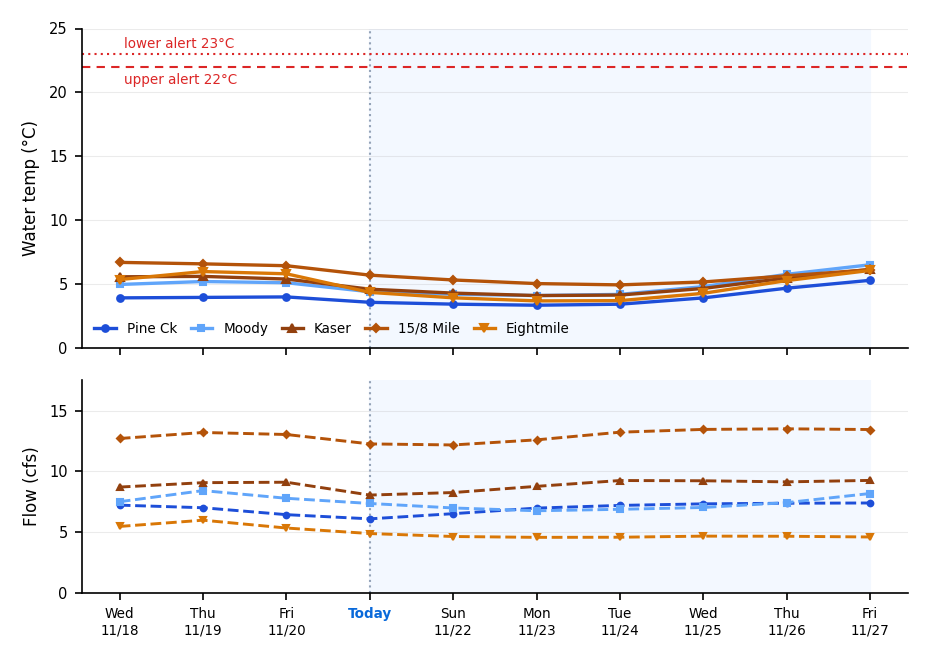 25
lower alert 23°C
upper alert 22°C
20
15
10
5
0
Water temp (°C)
Pine Ck Moody Kaser 15/8 Mile Eightmile
15
10
5
0
Flow (cfs)
Wed Thu Fri Today Sun Mon Tue Wed Thu Fri
11/18 11/19 11/20 11/22 11/23 11/24 11/25 11/26 11/27